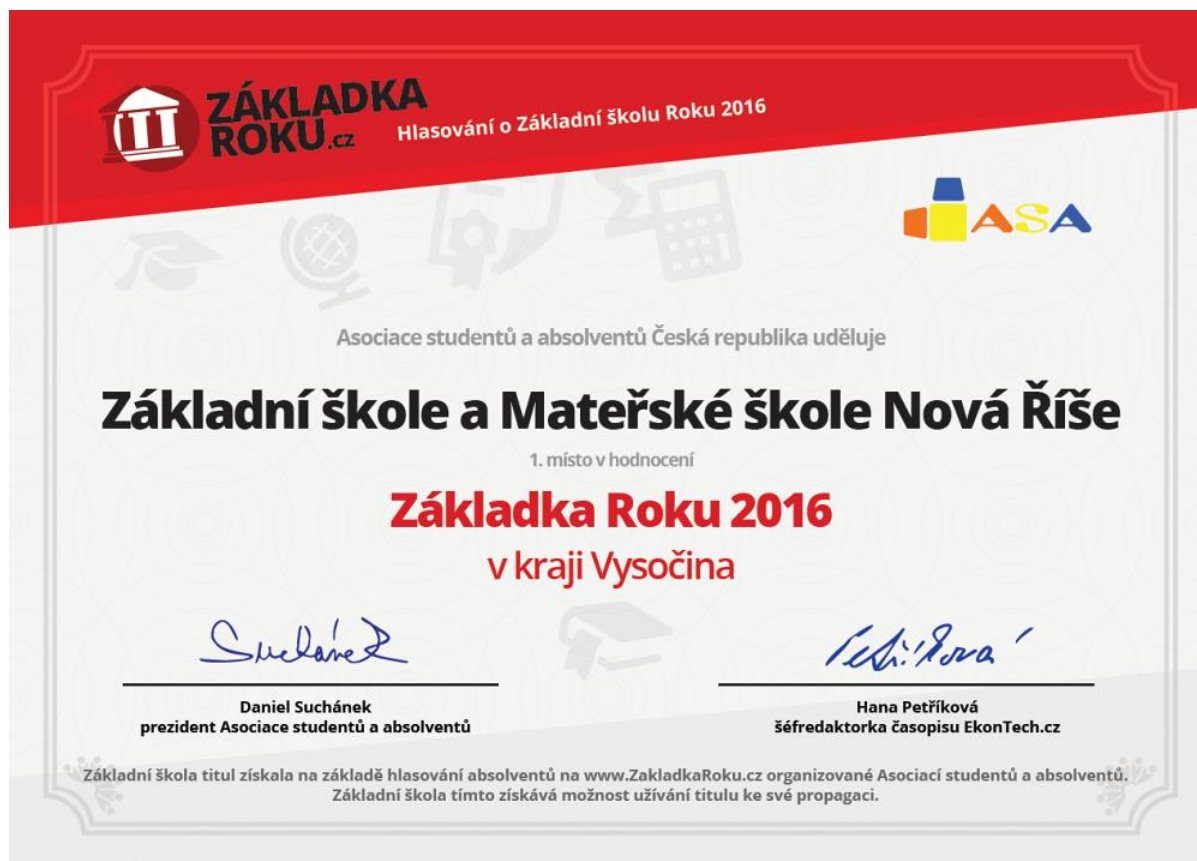 ZÁKLADKA
ROKU.cz
Hlasování o Základní školu Roku 2016
ASA
Asociace studentů a absolventů Česká republika uděluje
Základní škole a Mateřské škole Nová Říše
1. místo v hodnocení
Základka Roku 2016
v kraji Vysočina
Suchánek
Petříková
Daniel Suchánek
prezident Asociace studentů a absolventů
Hana Petříková
šéfredaktorka časopisu EkonTech.cz
Základní škola titul získala na základě hlasování absolventů na www.ZakladkaRoku.cz organizované Asociací studentů a absolventů.
Základní škola tímto získává možnost užívání titulu ke své propagaci.